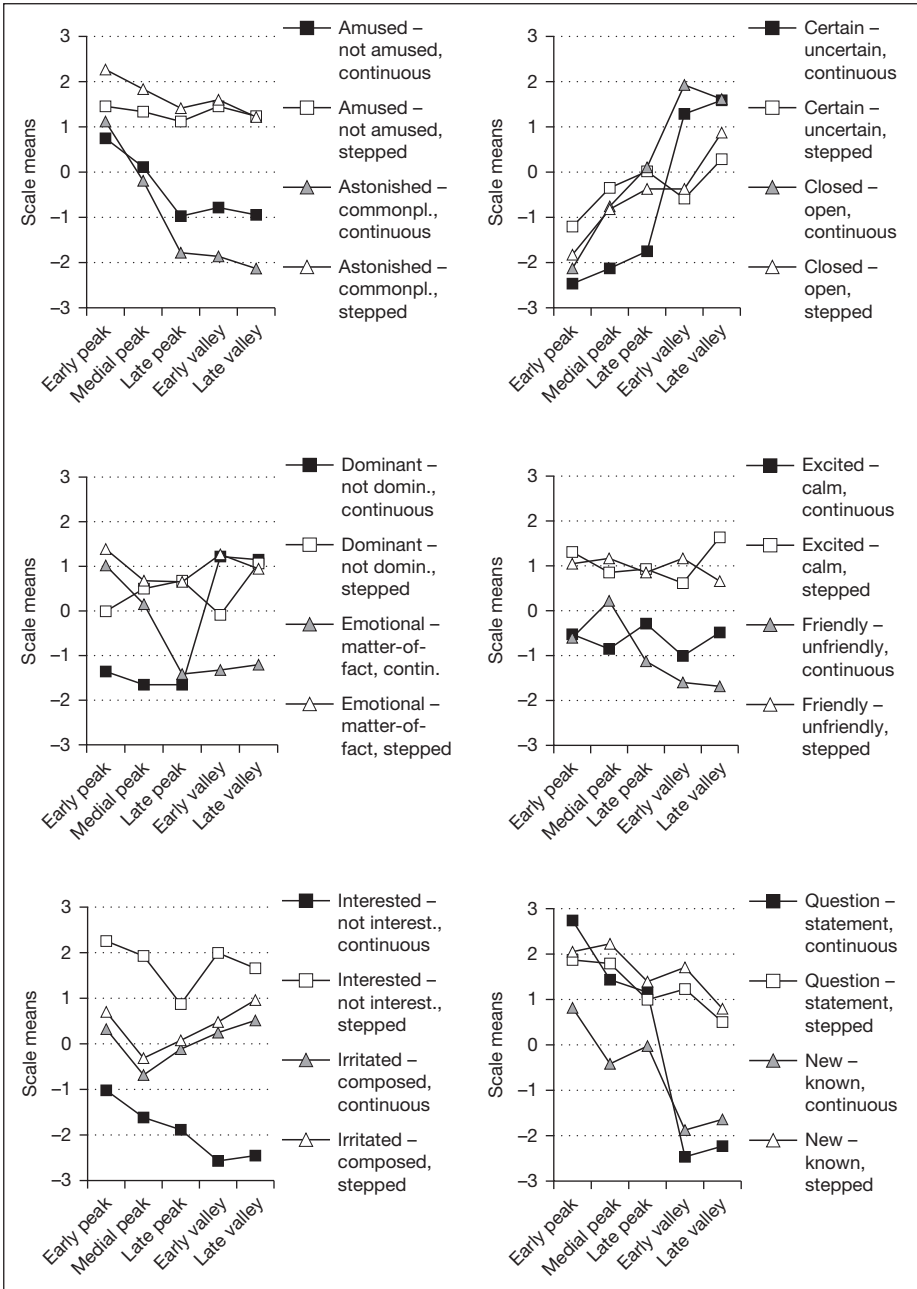 3
2
1
0
–1
–2
–3
Scale means
Early peak
Medial peak
Late peak
Early valley
Late valley
Amused –
not amused,
continuous
Amused –
not amused,
stepped
Astonished –
commonpl.,
continuous
Astonished –
commonpl.,
stepped
3
2
1
0
–1
–2
–3
Scale means
Early peak
Medial peak
Late peak
Early valley
Late valley
Certain –
uncertain,
continuous
Certain –
uncertain,
stepped
Closed –
open,
continuous
Closed –
open,
stepped
3
2
1
0
–1
–2
–3
Scale means
Early peak
Medial peak
Late peak
Early valley
Late valley
Dominant –
not domin.,
continuous
Dominant –
not domin.,
stepped
Emotional –
matter-of-
fact, contin.
Emotional –
matter-of-
fact, stepped
3
2
1
0
–1
–2
–3
Scale means
Early peak
Medial peak
Late peak
Early valley
Late valley
Excited –
calm,
continuous
Excited –
calm,
stepped
Friendly –
unfriendly,
continuous
Friendly –
unfriendly,
stepped
3
2
1
0
–1
–2
–3
Scale means
Early peak
Medial peak
Late peak
Early valley
Late valley
Interested –
not interest.,
continuous
Interested –
not interest.,
stepped
Irritated –
composed,
continuous
Irritated –
composed,
stepped
3
2
1
0
–1
–2
–3
Scale means
Early peak
Medial peak
Late peak
Early valley
Late valley
Question –
statement,
continuous
Question –
statement,
stepped
New –
known,
continuous
New –
known,
stepped